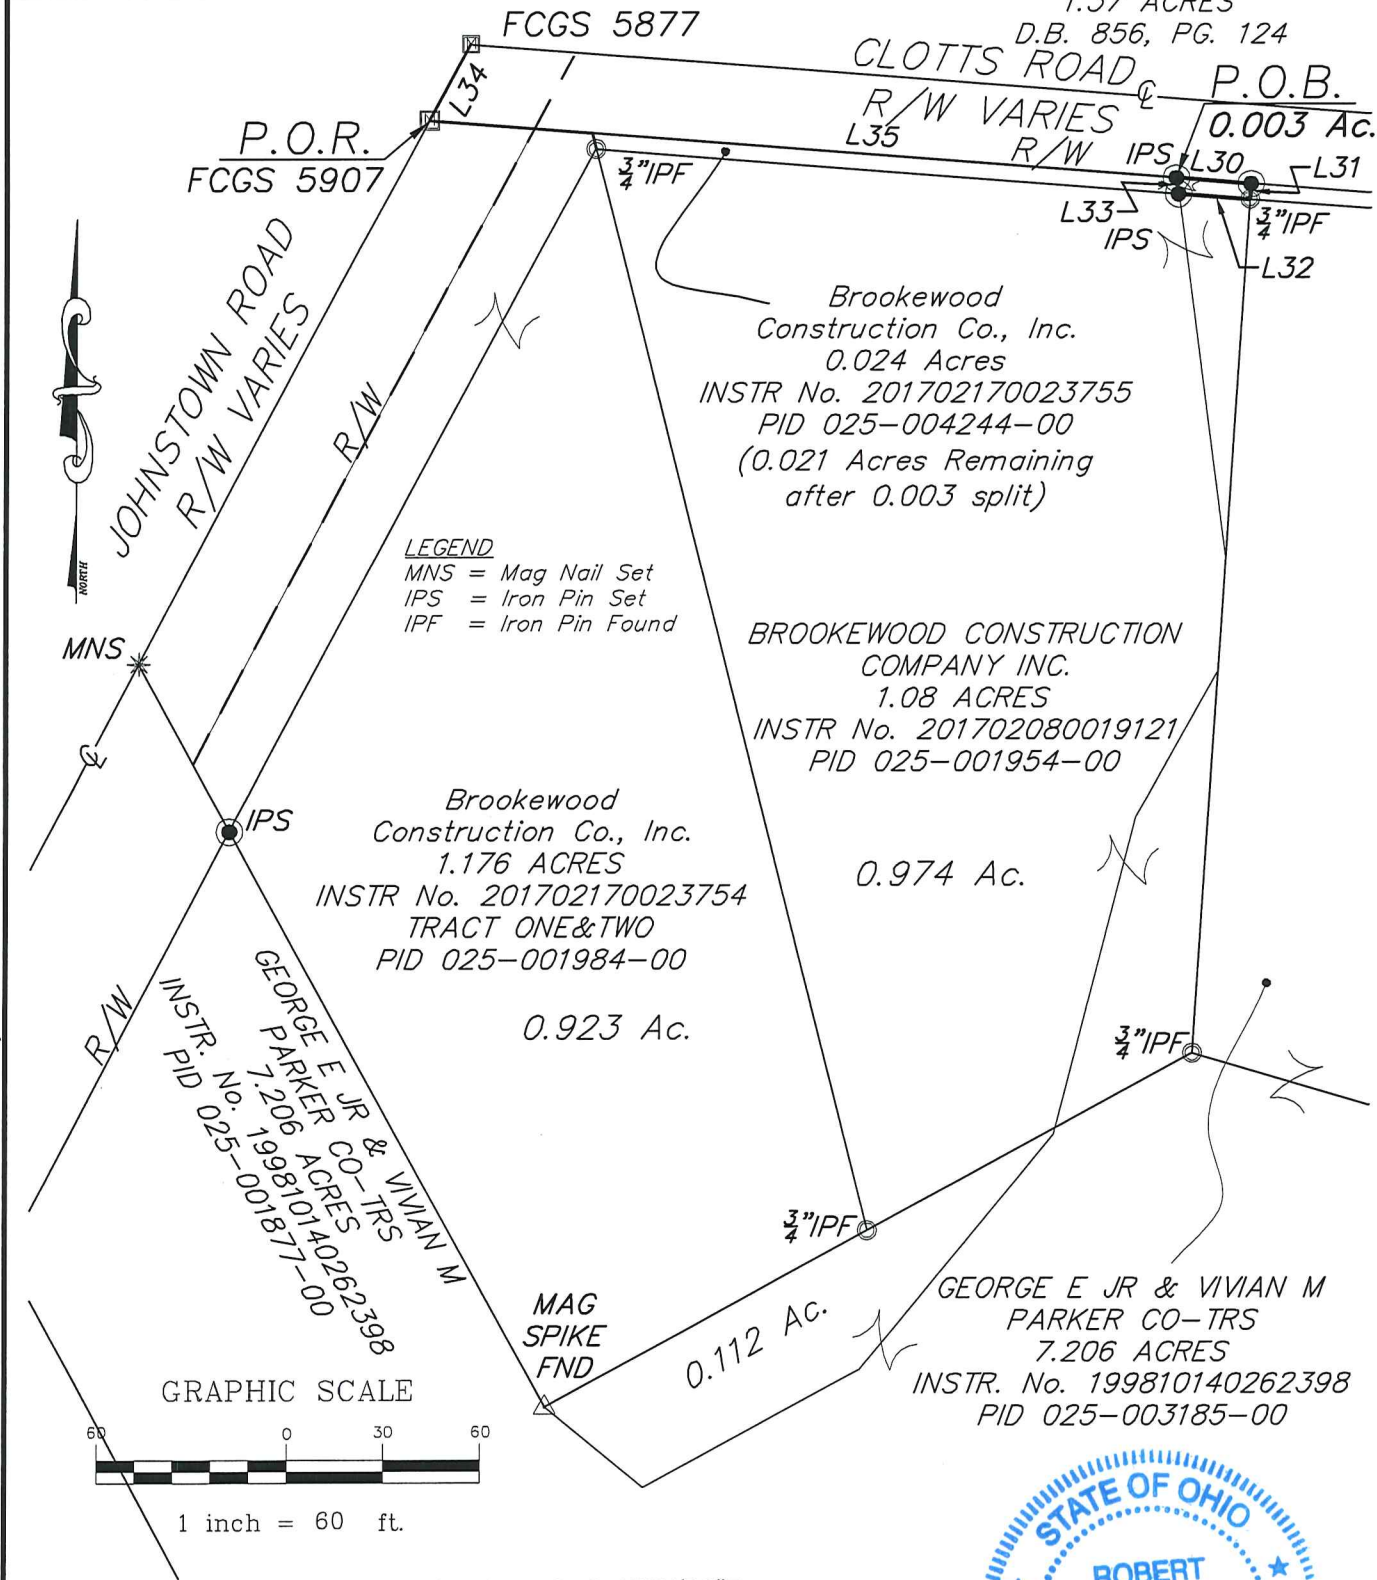 1.37 ACRES
D.B. 856, PG. 124
FCGS 5877
CLOTTS ROAD ℄
R/W VARIES
P.O.B.
0.003 Ac.
L34
P.O.R.
FCGS 5907
L35
R/W
IPS
L30
L31
¾"IPF
L33
IPS
¾"IPF
L32
JOHNSTOWN ROAD
R/W VARIES
R/W
NORTH
Brookewood
Construction Co., Inc.
0.024 Acres
INSTR No. 201702170023755
PID 025-004244-00
(0.021 Acres Remaining
after 0.003 split)
LEGEND
MNS = Mag Nail Set
IPS = Iron Pin Set
IPF = Iron Pin Found
MNS
℄
BROOKEWOOD CONSTRUCTION
COMPANY INC.
1.08 ACRES
INSTR No. 201702080019121
PID 025-001954-00
0.974 Ac.
IPS
Brookewood
Construction Co., Inc.
1.176 ACRES
INSTR No. 201702170023754
TRACT ONE&TWO
PID 025-001984-00
0.923 Ac.
R/W
GEORGE E JR & VIVIAN M
PARKER CO-TRS
7.206 ACRES
INSTR. No. 199810140262398
PID 025-001877-00
¾"IPF
¾"IPF
MAG
SPIKE
FND
0.112 Ac.
GEORGE E JR & VIVIAN M
PARKER CO-TRS
7.206 ACRES
INSTR. No. 199810140262398
PID 025-003185-00
GRAPHIC SCALE
60 0 30 60
1 inch = 60 ft.
STATE OF OHIO
ROBERT